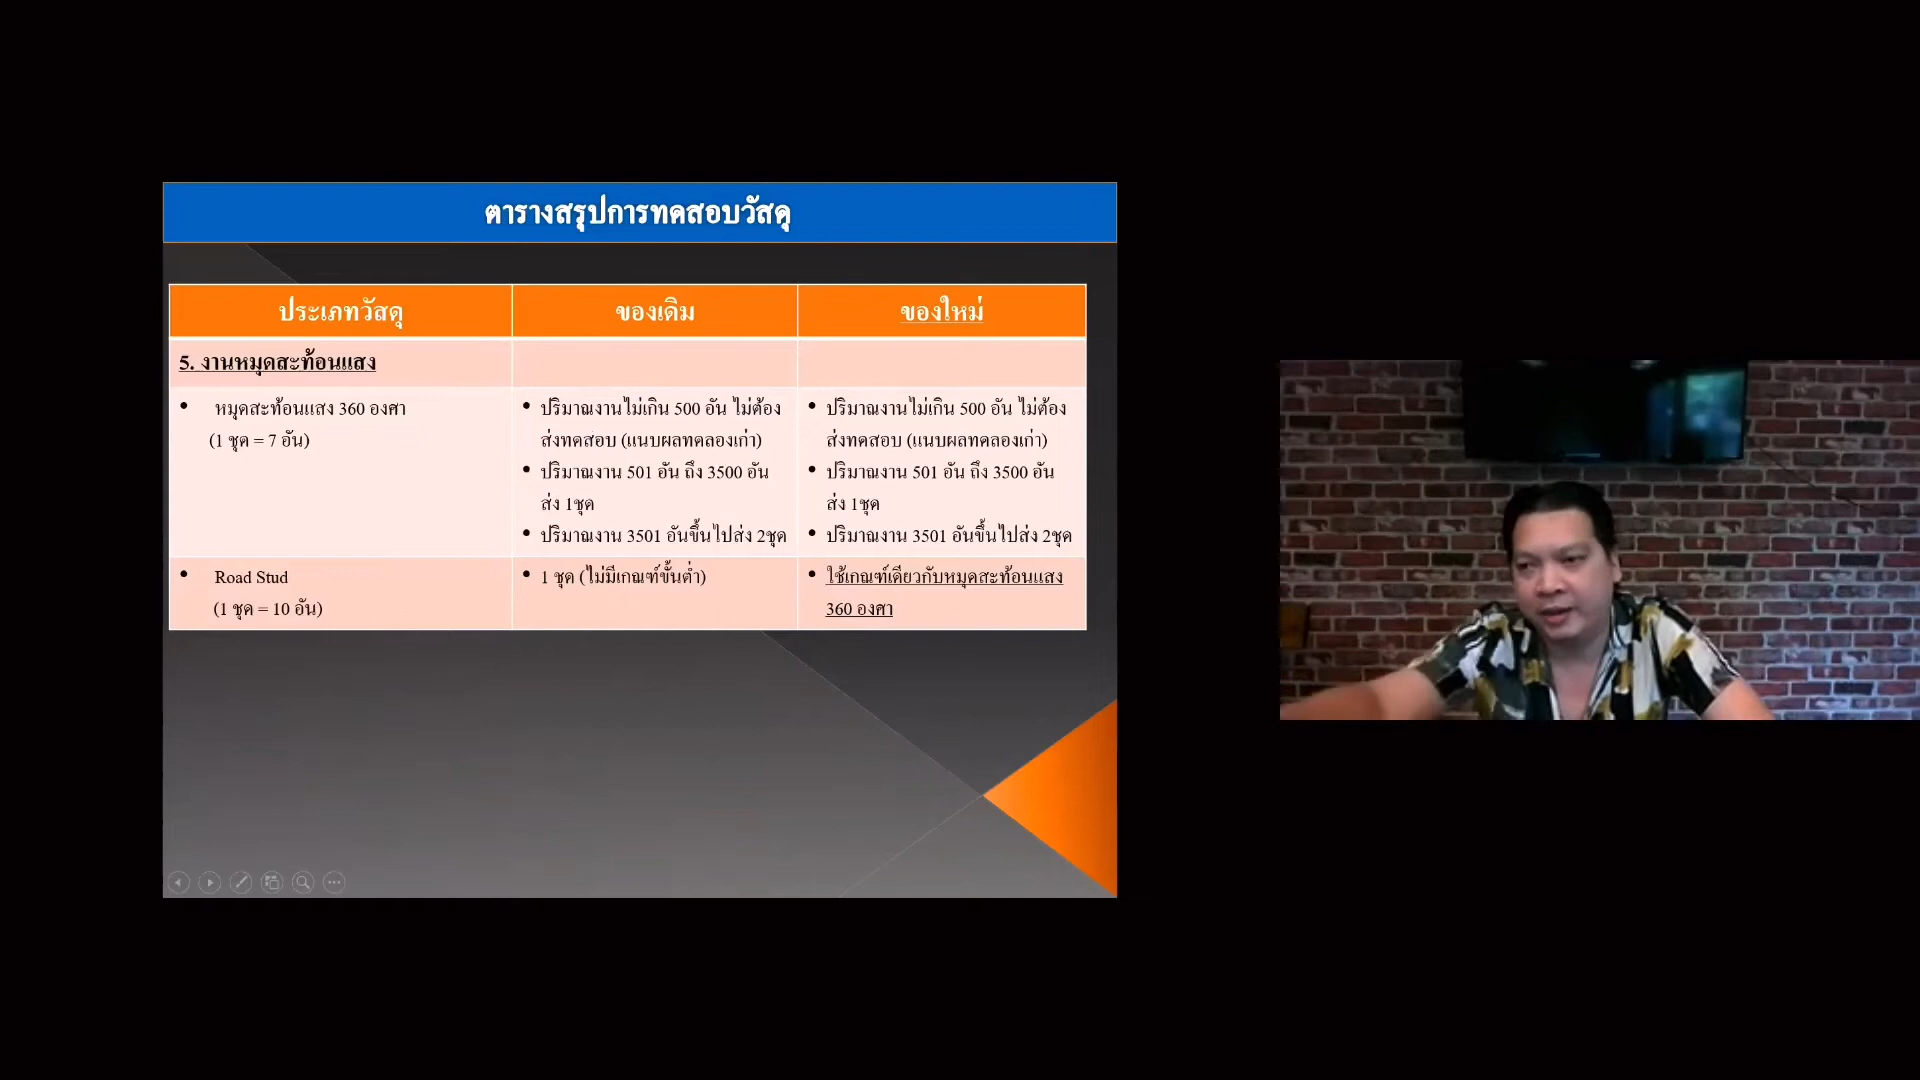 ตารางสรุปการทดสอบวัสดุ
ประเภทวัสดุ
ของเดิม
ของใหม่
5. งานหมุดสะท้อนแสง
• หมุดสะท้อนแสง 360 องศา
(1 ชุด = 7 อัน)
• ปริมาณงานไม่เกิน 500 อัน ไม่ต้อง
ส่งทดสอบ (แนบผลทดลองเก่า)
• ปริมาณงาน 501 อัน ถึง 3500 อัน
ส่ง 1ชุด
• ปริมาณงาน 3501 อันขึ้นไปส่ง 2ชุด
• ปริมาณงานไม่เกิน 500 อัน ไม่ต้อง
ส่งทดสอบ (แนบผลทดลองเก่า)
• ปริมาณงาน 501 อัน ถึง 3500 อัน
ส่ง 1ชุด
• ปริมาณงาน 3501 อันขึ้นไปส่ง 2ชุด
• Road Stud
(1 ชุด = 10 อัน)
• 1 ชุด (ไม่มีเกณฑ์ขั้นต่ำ)
• ใช้เกณฑ์เดียวกับหมุดสะท้อนแสง
360 องศา